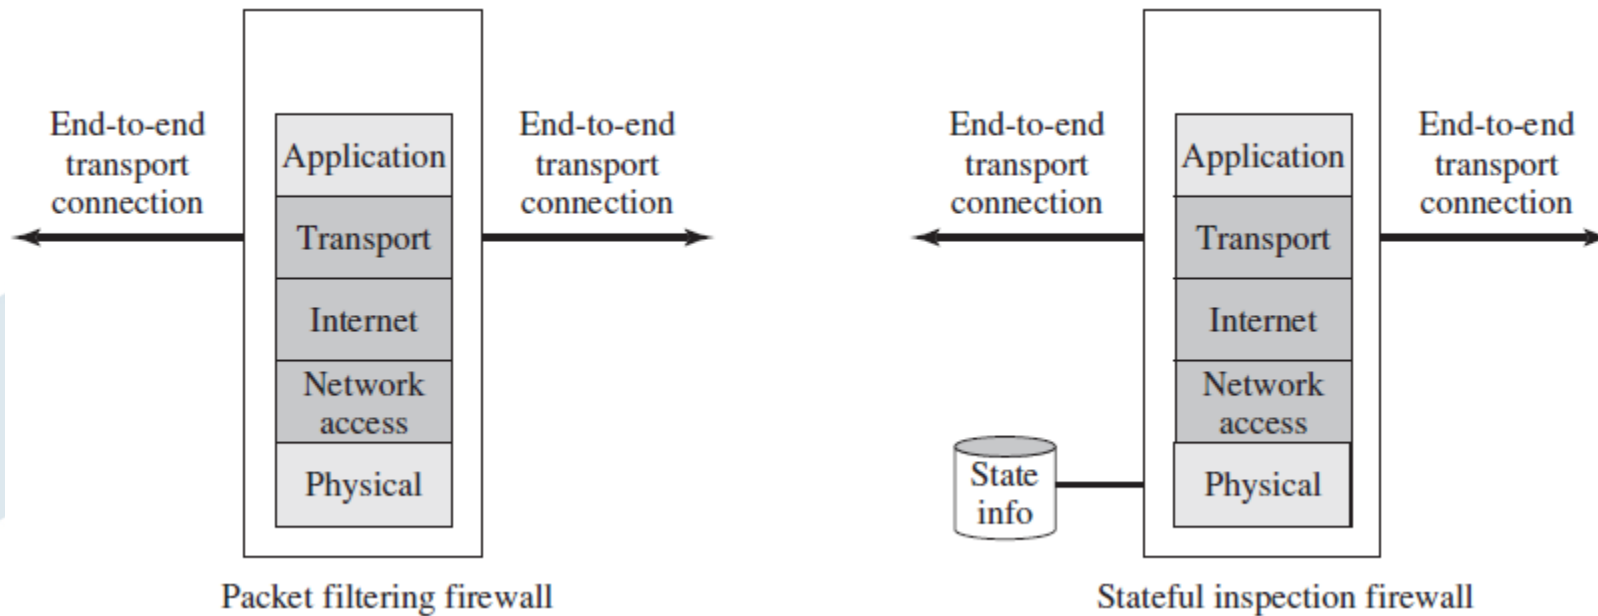 End-to-end
transport
connection
Application
Transport
Internet
Network
access
Physical
End-to-end
transport
connection
Packet filtering firewall
End-to-end
transport
connection
Application
Transport
Internet
Network
access
Physical
State
info
End-to-end
transport
connection
Stateful inspection firewall